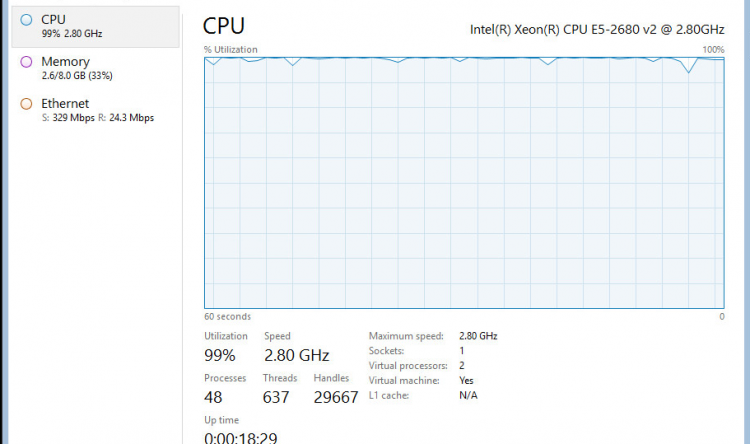 CPU
99% 2.80 GHz
Memory
2.6/8.0 GB (33%)
Ethernet
S: 329 Mbps R: 24.3 Mbps
CPU
Intel(R) Xeon(R) CPU E5-2680 v2 @ 2.80GHz
% Utilization
100%
60 seconds
0
Utilization
Speed
99%
2.80 GHz
Processes
Threads
Handles
48
637
29667
Up time
0:00:18:29
Maximum speed: 2.80 GHz
Sockets: 1
Virtual processors: 2
Virtual machine: Yes
L1 cache: N/A